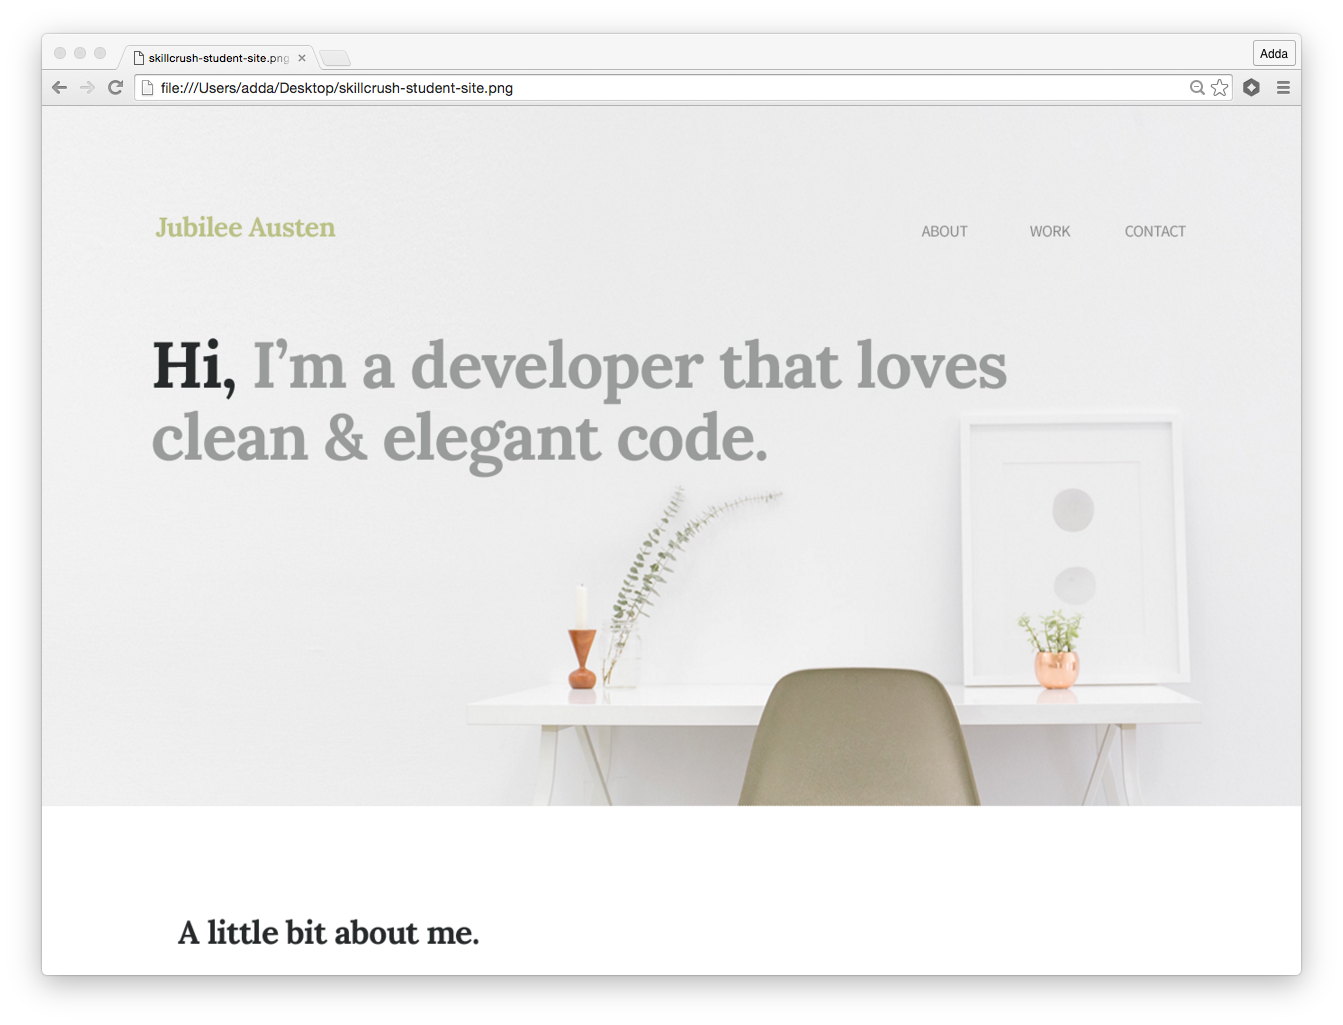 skillcrush-student-site.png
Adda
file:///Users/adda/Desktop/skillcrush-student-site.png
Jubilee Austen
ABOUT WORK CONTACT
Hi, I’m a developer that loves
clean & elegant code.
A little bit about me.